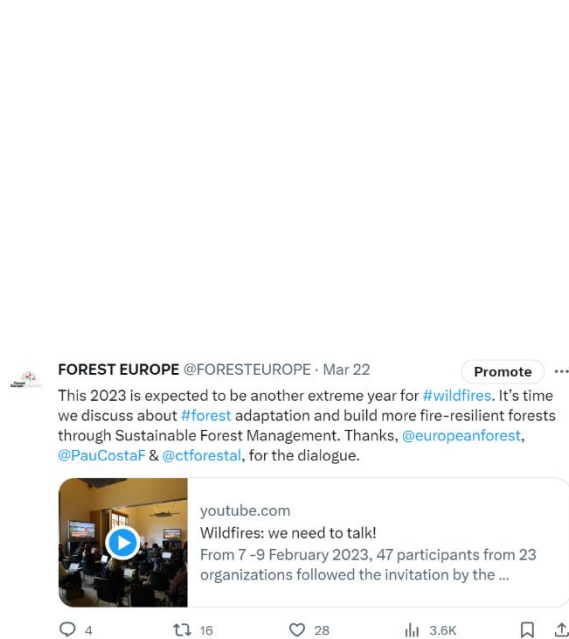 FOREST EUROPE @FORESTEUROPE · Mar 22
Promote
This 2023 is expected to be another extreme year for #wildfires. It’s time
we discuss about #forest adaptation and build more fire-resilient forests
through Sustainable Forest Management. Thanks, @europeanforest,
@PauCostaF & @ctforestal, for the dialogue.
youtube.com
Wildfires: we need to talk!
From 7 -9 February 2023, 47 participants from 23
organizations followed the invitation by the ...
4 16 28 3.6K